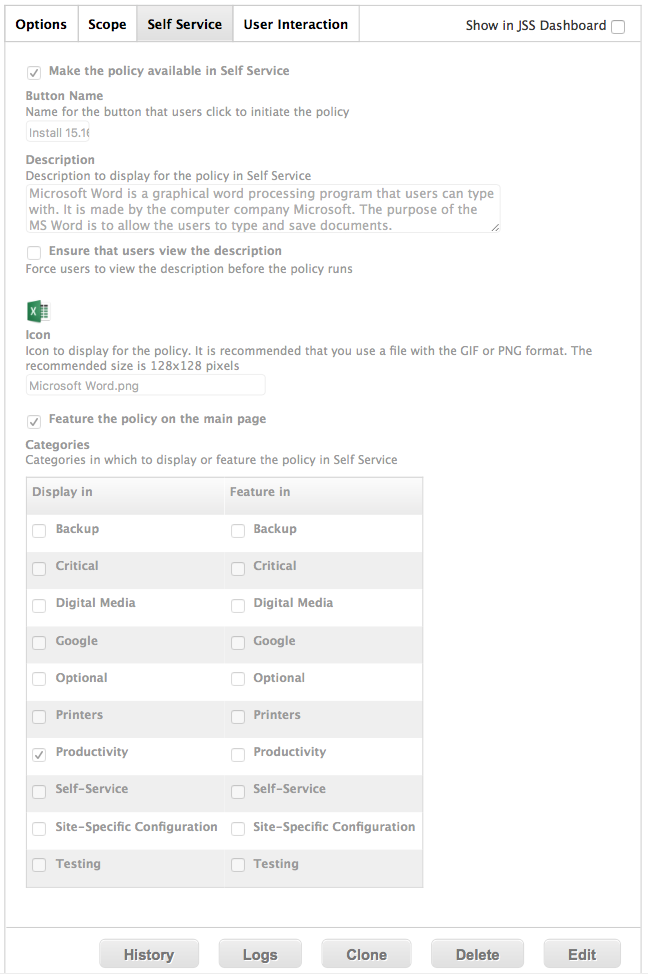 Options Scope Self Service User Interaction Show in JSS Dashboard
Make the policy available in Self Service
Button Name
Name for the button that users click to initiate the policy
Install 15.16
Description
Description to display for the policy in Self Service
Microsoft Word is a graphical word processing program that users can type
with. It is made by the computer company Microsoft. The purpose of the
MS Word is to allow the users to type and save documents.
Ensure that users view the description
Force users to view the description before the policy runs
X
Icon
Icon to display for the policy. It is recommended that you use a file with the GIF or PNG format. The
recommended size is 128x128 pixels
Microsoft Word.png
Feature the policy on the main page
Categories
Categories in which to display or feature the policy in Self Service
Display in Feature in
Backup Backup
Critical Critical
Digital Media Digital Media
Google Google
Optional Optional
Printers Printers
Productivity Productivity
Self-Service Self-Service
Site-Specific Configuration Site-Specific Configuration
Testing Testing
History Logs Clone Delete Edit